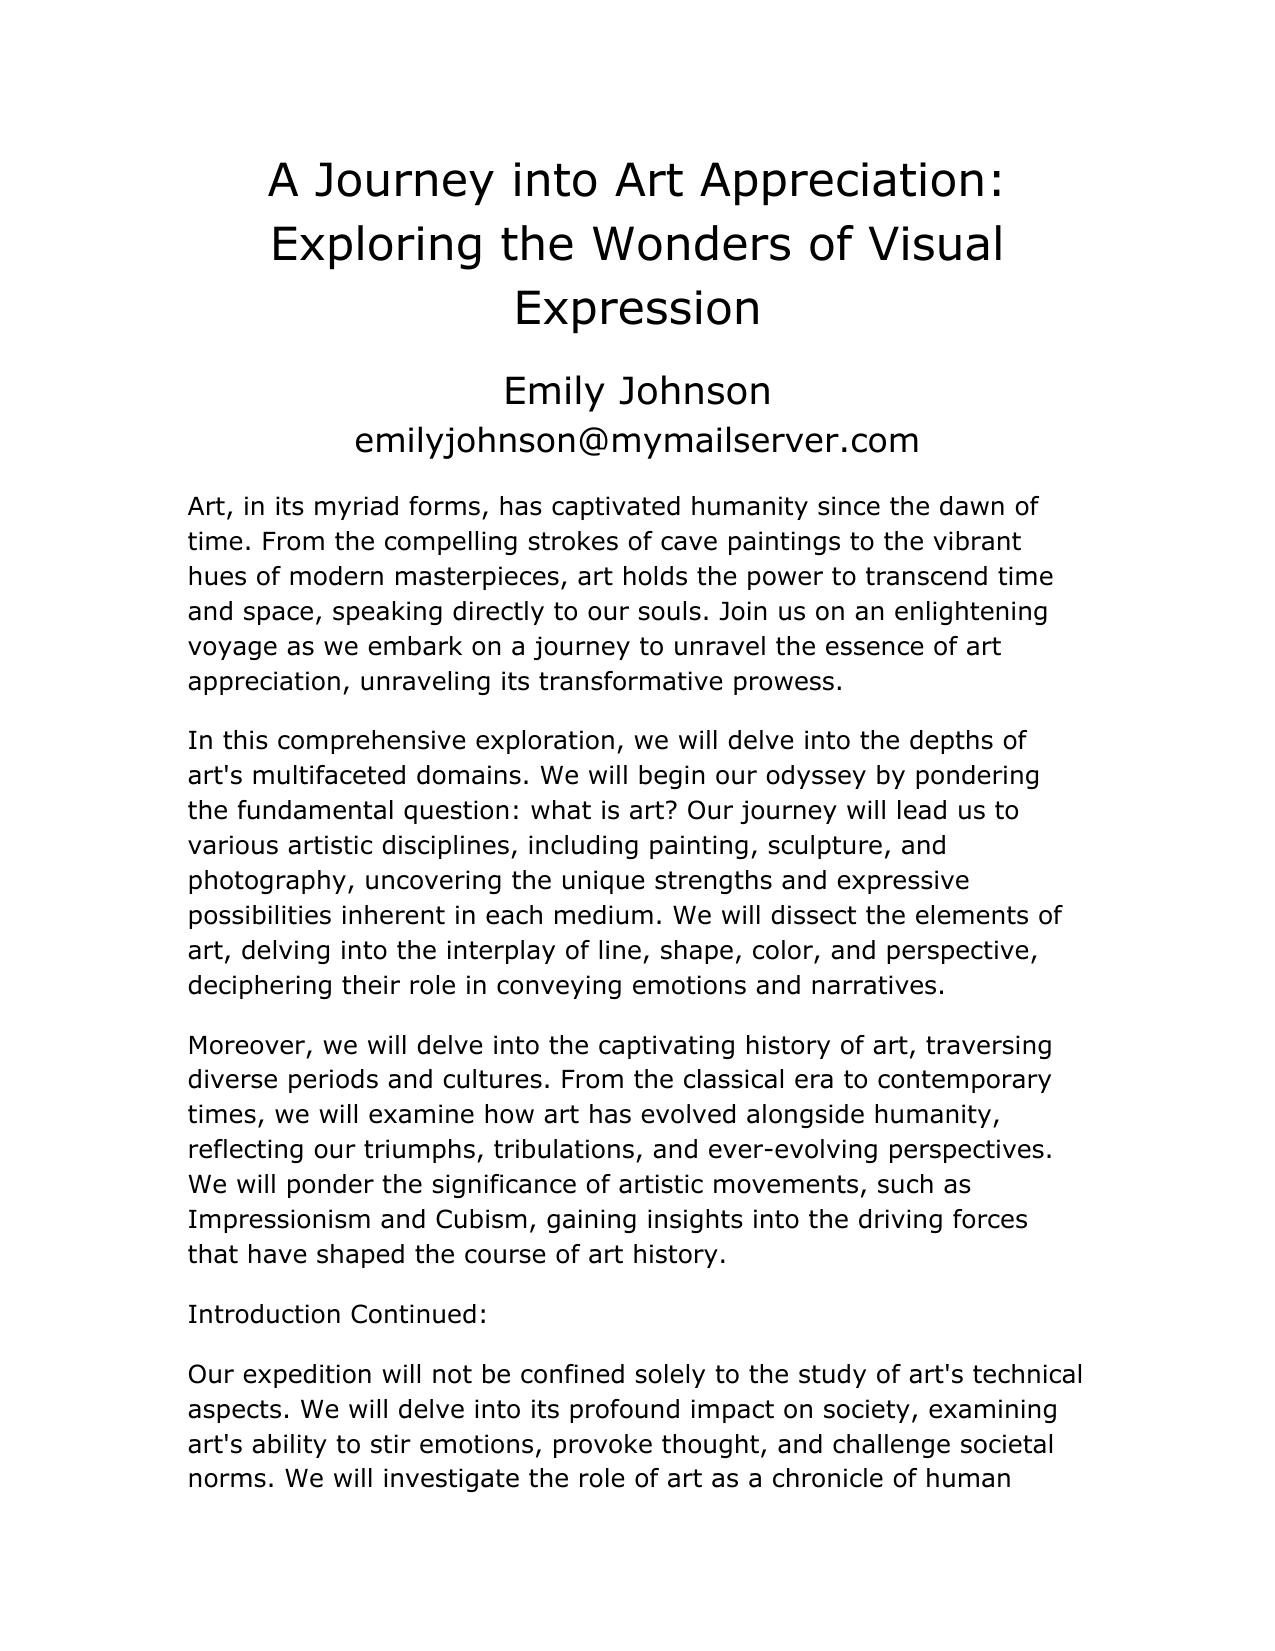 A Journey into Art Appreciation:
Exploring the Wonders of Visual
Expression
Emily Johnson
emilyjohnson@mymailserver.com
Art, in its myriad forms, has captivated humanity since the dawn of
time. From the compelling strokes of cave paintings to the vibrant
hues of modern masterpieces, art holds the power to transcend time
and space, speaking directly to our souls. Join us on an enlightening
voyage as we embark on a journey to unravel the essence of art
appreciation, unraveling its transformative prowess.
In this comprehensive exploration, we will delve into the depths of
art's multifaceted domains. We will begin our odyssey by pondering
the fundamental question: what is art? Our journey will lead us to
various artistic disciplines, including painting, sculpture, and
photography, uncovering the unique strengths and expressive
possibilities inherent in each medium. We will dissect the elements of
art, delving into the interplay of line, shape, color, and perspective,
deciphering their role in conveying emotions and narratives.
Moreover, we will delve into the captivating history of art, traversing
diverse periods and cultures. From the classical era to contemporary
times, we will examine how art has evolved alongside humanity,
reflecting our triumphs, tribulations, and ever-evolving perspectives.
We will ponder the significance of artistic movements, such as
Impressionism and Cubism, gaining insights into the driving forces
that have shaped the course of art history.
Introduction Continued:
Our expedition will not be confined solely to the study of art's technical
aspects. We will delve into its profound impact on society, examining
art's ability to stir emotions, provoke thought, and challenge societal
norms. We will investigate the role of art as a chronicle of human